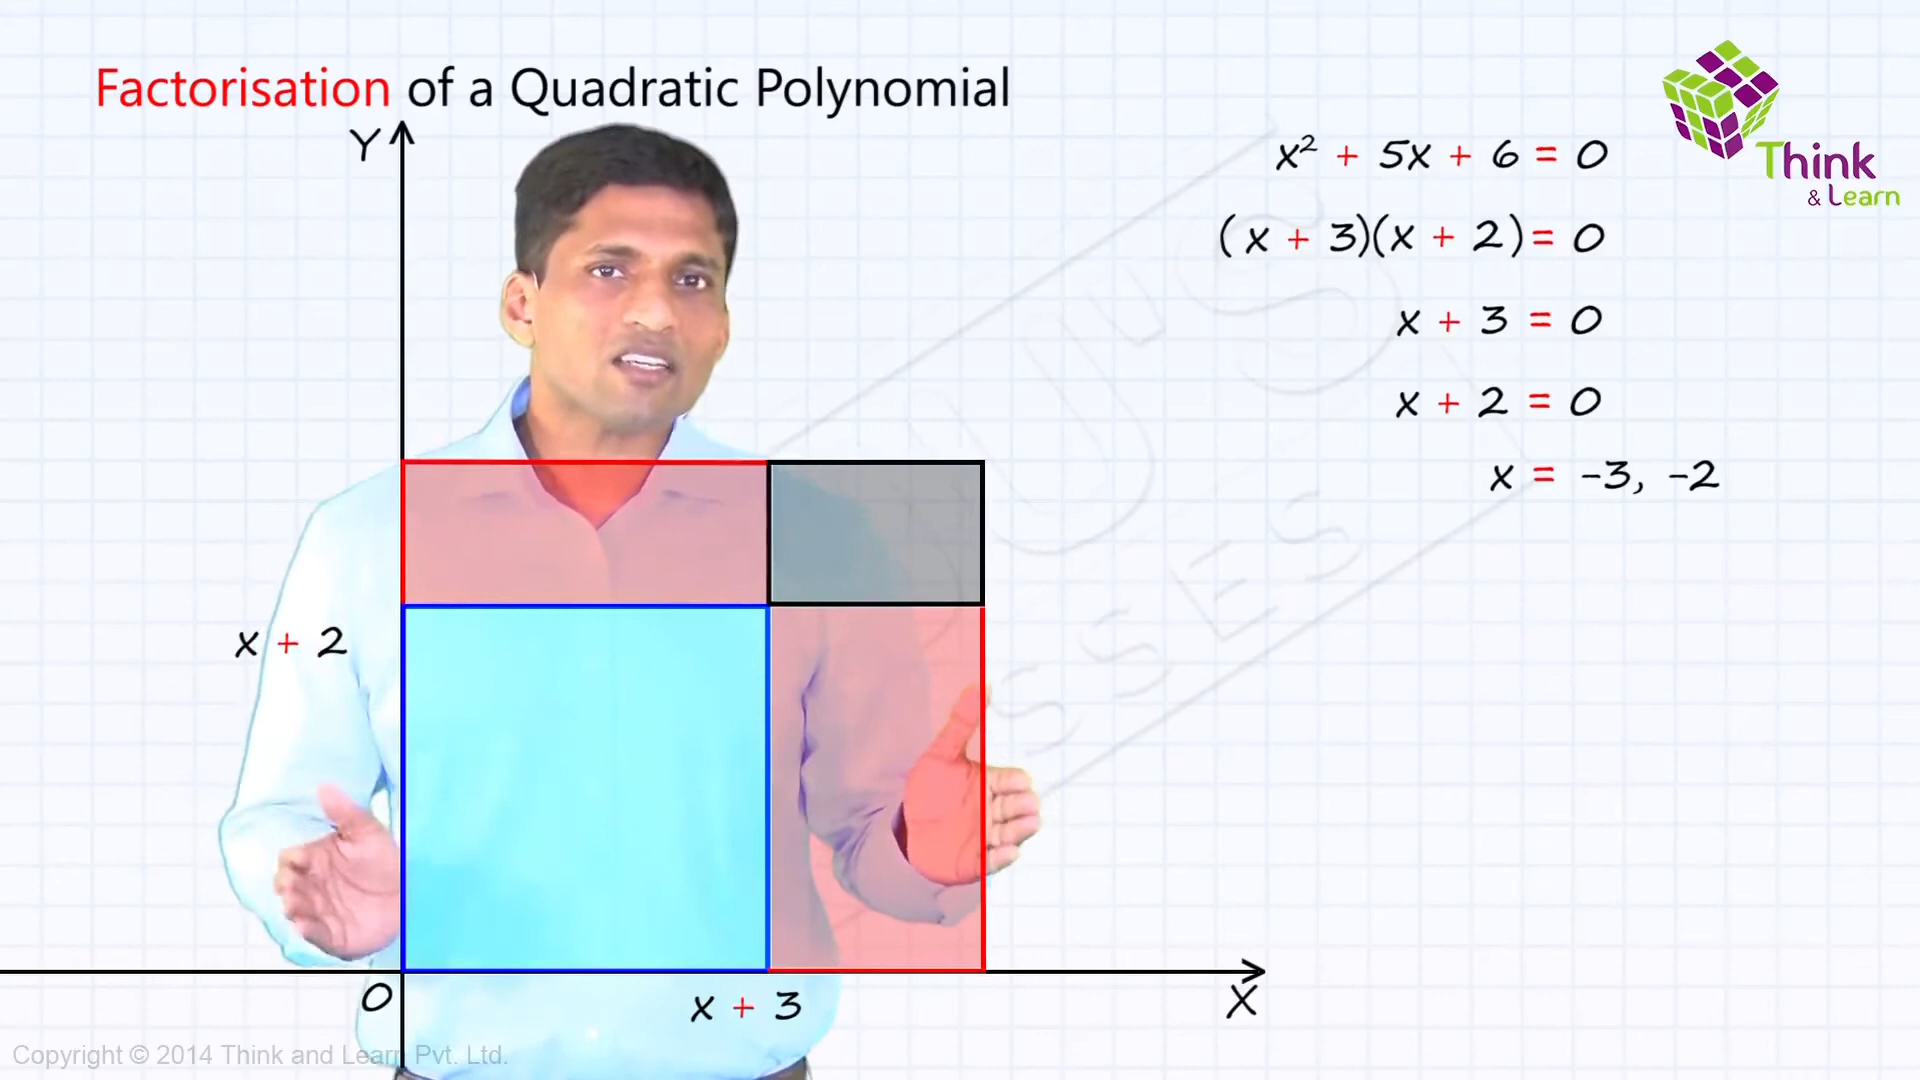 Factorisation of a Quadratic Polynomial
Think
& Learn
Y
x² + 5x + 6 = 0
(x + 3)(x + 2) = 0
x + 3 = 0
x + 2 = 0
x = -3, -2
x + 2
O
x + 3
X
Copyright © 2014 Think and Learn Pvt. Ltd.